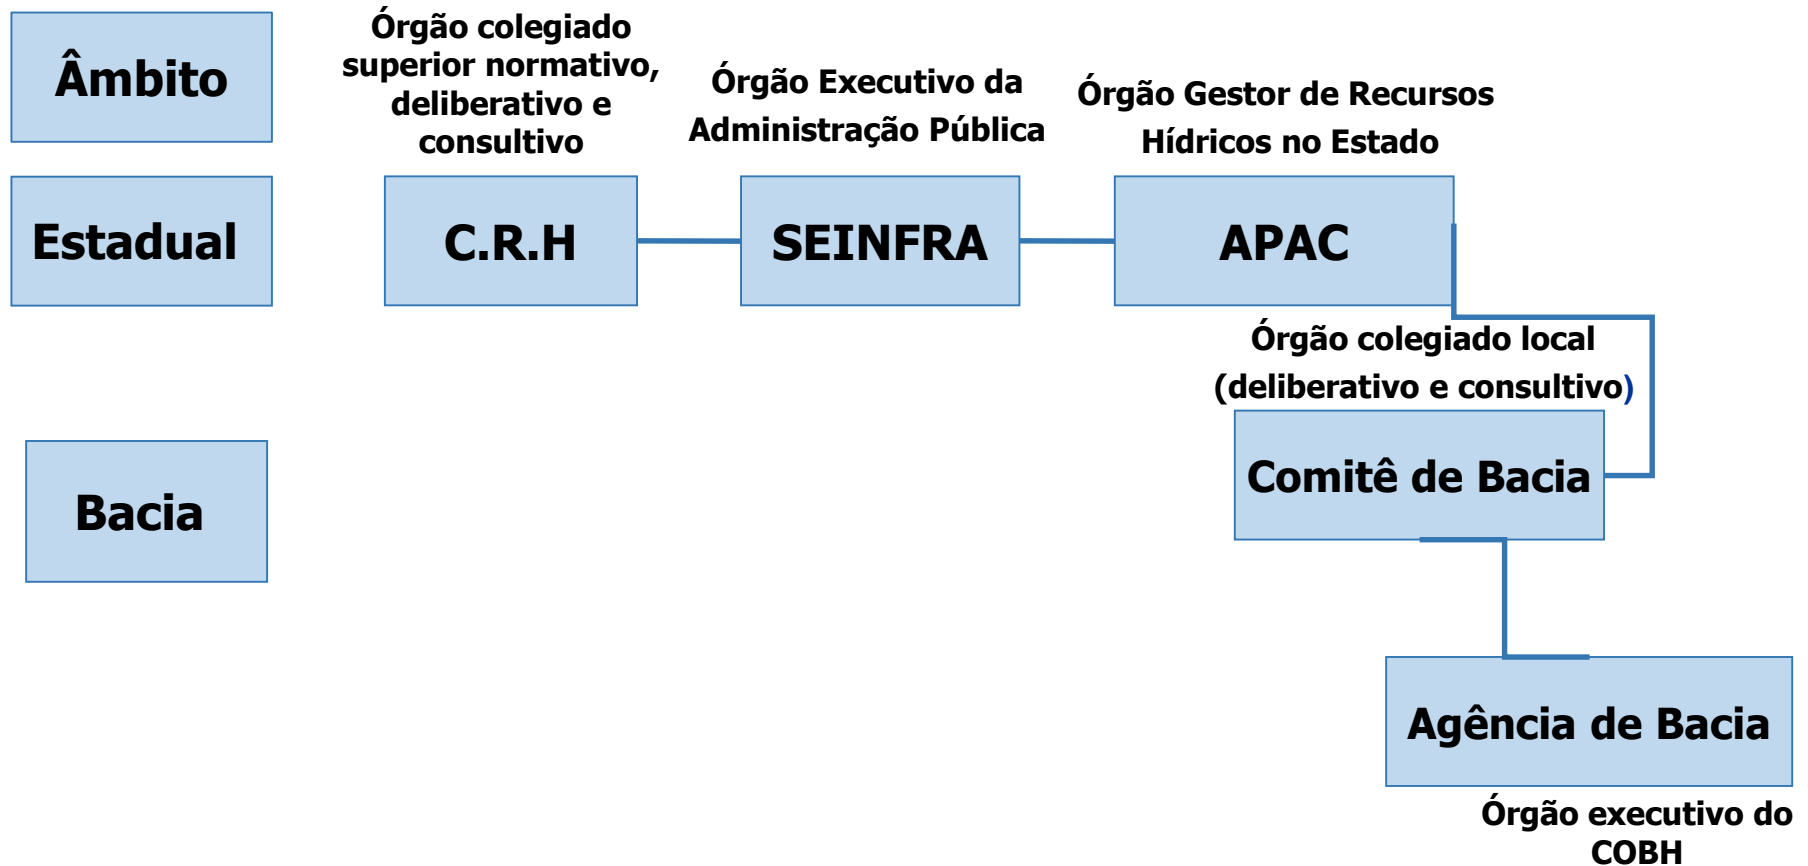 Âmbito
Órgão colegiado
superior normativo,
deliberativo e
consultivo
Órgão Executivo da
Administração Pública
Órgão Gestor de Recursos
Hídricos no Estado
Estadual
C.R.H
SEINFRA
APAC
Órgão colegiado local
(deliberativo e consultivo)
Bacia
Comitê de Bacia
Agência de Bacia
Órgão executivo do
COBH